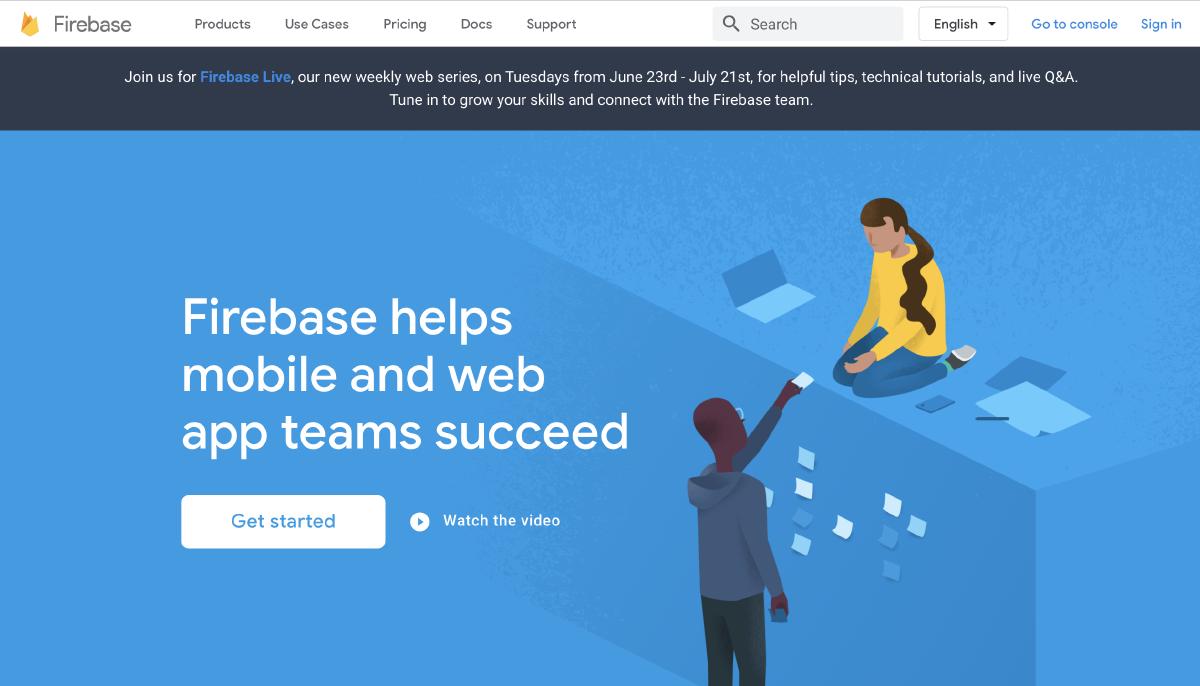 Firebase Products Use Cases Pricing Docs Support Search English Go to console Sign in
Join us for Firebase Live, our new weekly web series, on Tuesdays from June 23rd - July 21st, for helpful tips, technical tutorials, and live Q&A.
Tune in to grow your skills and connect with the Firebase team.
Firebase helps
mobile and web
app teams succeed
Get started Watch the video